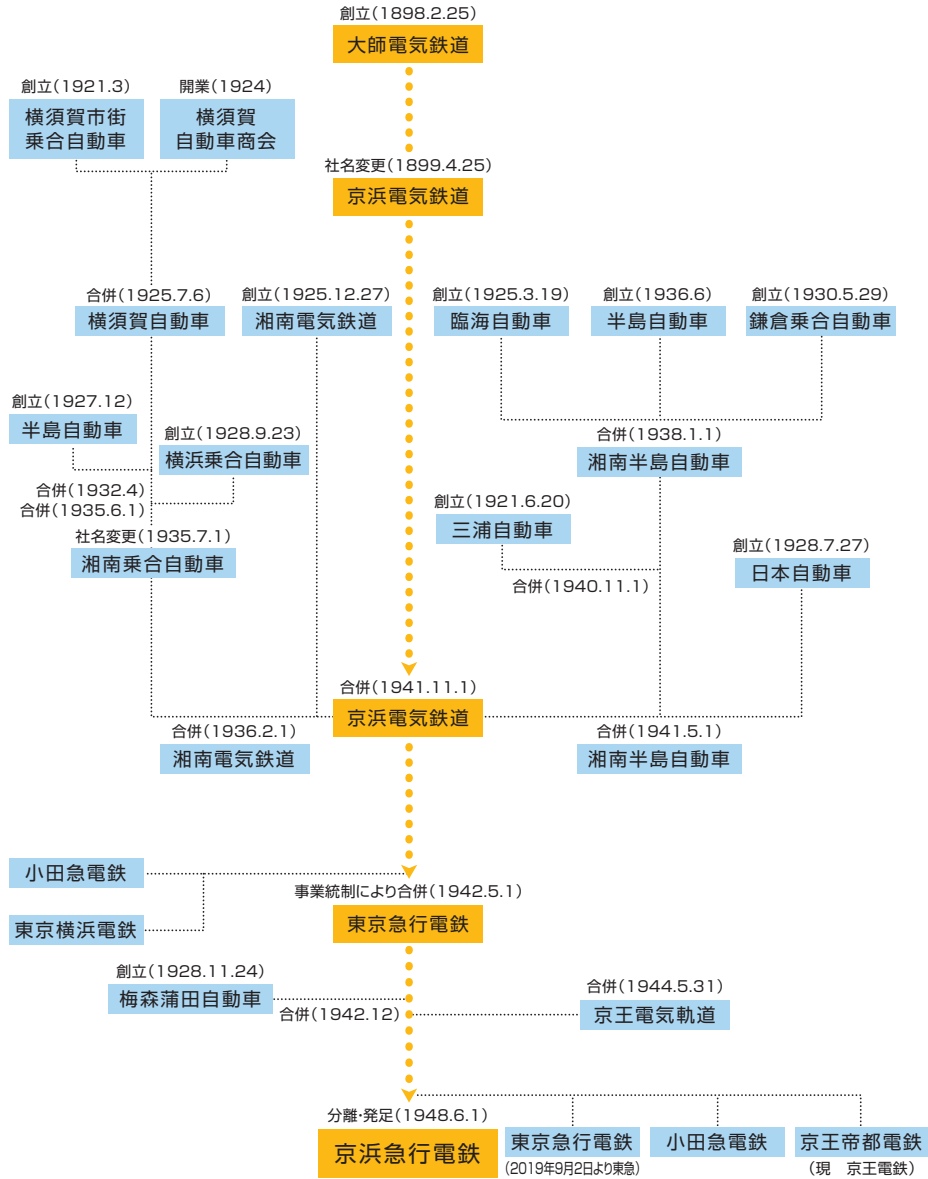 創立(1898.2.25)
大師電気鉄道
創立(1921.3)
横須賀市街
乗合自動車
開業(1924)
横須賀
自動車商会
社名変更(1899.4.25)
京浜電気鉄道
合併(1925.7.6)
横須賀自動車
創立(1925.12.27)
湘南電気鉄道
創立(1925.3.19)
臨海自動車
創立(1936.6)
半島自動車
創立(1930.5.29)
鎌倉乗合自動車
創立(1927.12)
半島自動車
創立(1928.9.23)
横浜乗合自動車
合併(1932.4)
合併(1935.6.1)
社名変更(1935.7.1)
湘南乗合自動車
合併(1938.1.1)
湘南半島自動車
創立(1921.6.20)
三浦自動車
合併(1940.11.1)
創立(1928.7.27)
日本自動車
合併(1941.11.1)
京浜電気鉄道
合併(1936.2.1)
湘南電気鉄道
合併(1941.5.1)
湘南半島自動車
小田急電鉄
東京横浜電鉄
事業統制により合併(1942.5.1)
東京急行電鉄
創立(1928.11.24)
梅森蒲田自動車
合併(1942.12)
合併(1944.5.31)
京王電気軌道
分離・発足(1948.6.1)
京浜急行電鉄
東京急行電鉄
(2019年9月2日より東急)
小田急電鉄
京王帝都電鉄
(現　京王電鉄)